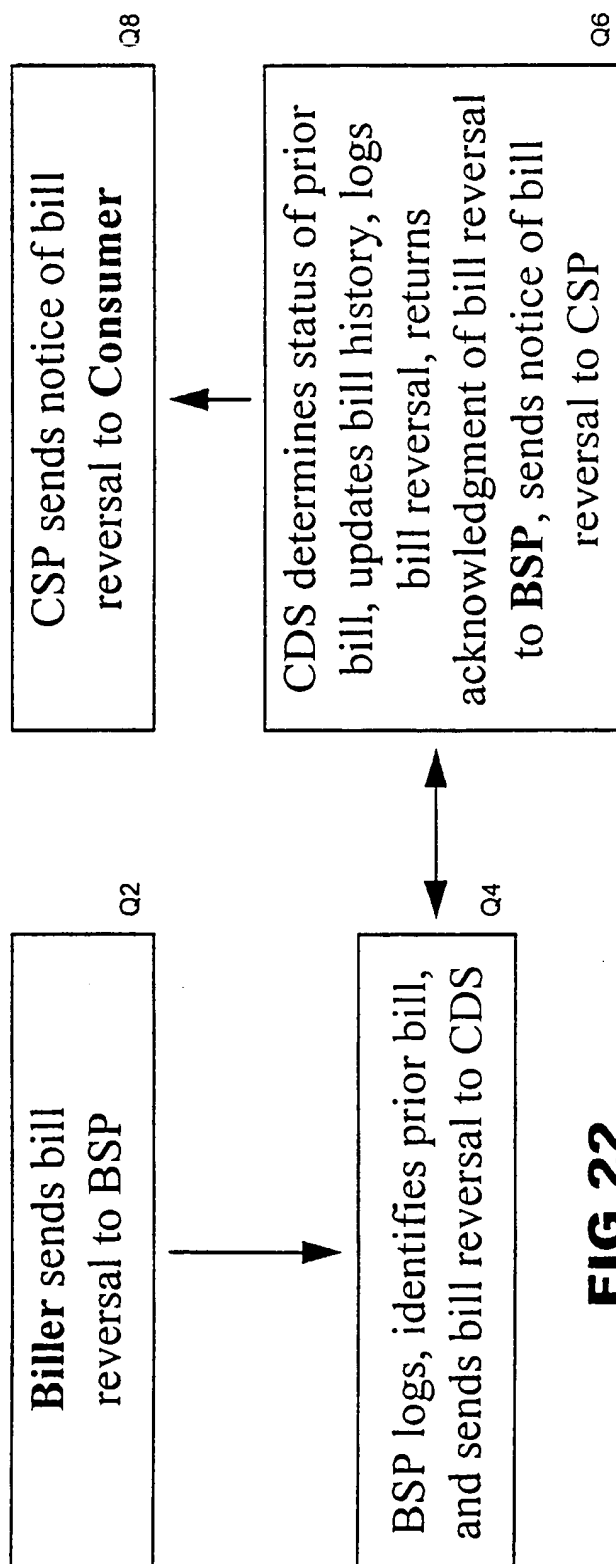 Biller sends bill
reversal to BSP
Q2
BSP logs, identifies prior bill,
and sends bill reversal to CDS
Q4
CDS determines status of prior
bill, updates bill history, logs
bill reversal, returns
acknowledgment of bill reversal
to BSP, sends notice of bill
reversal to CSP
Q6
CSP sends notice of bill
reversal to Consumer
Q8
FIG 22